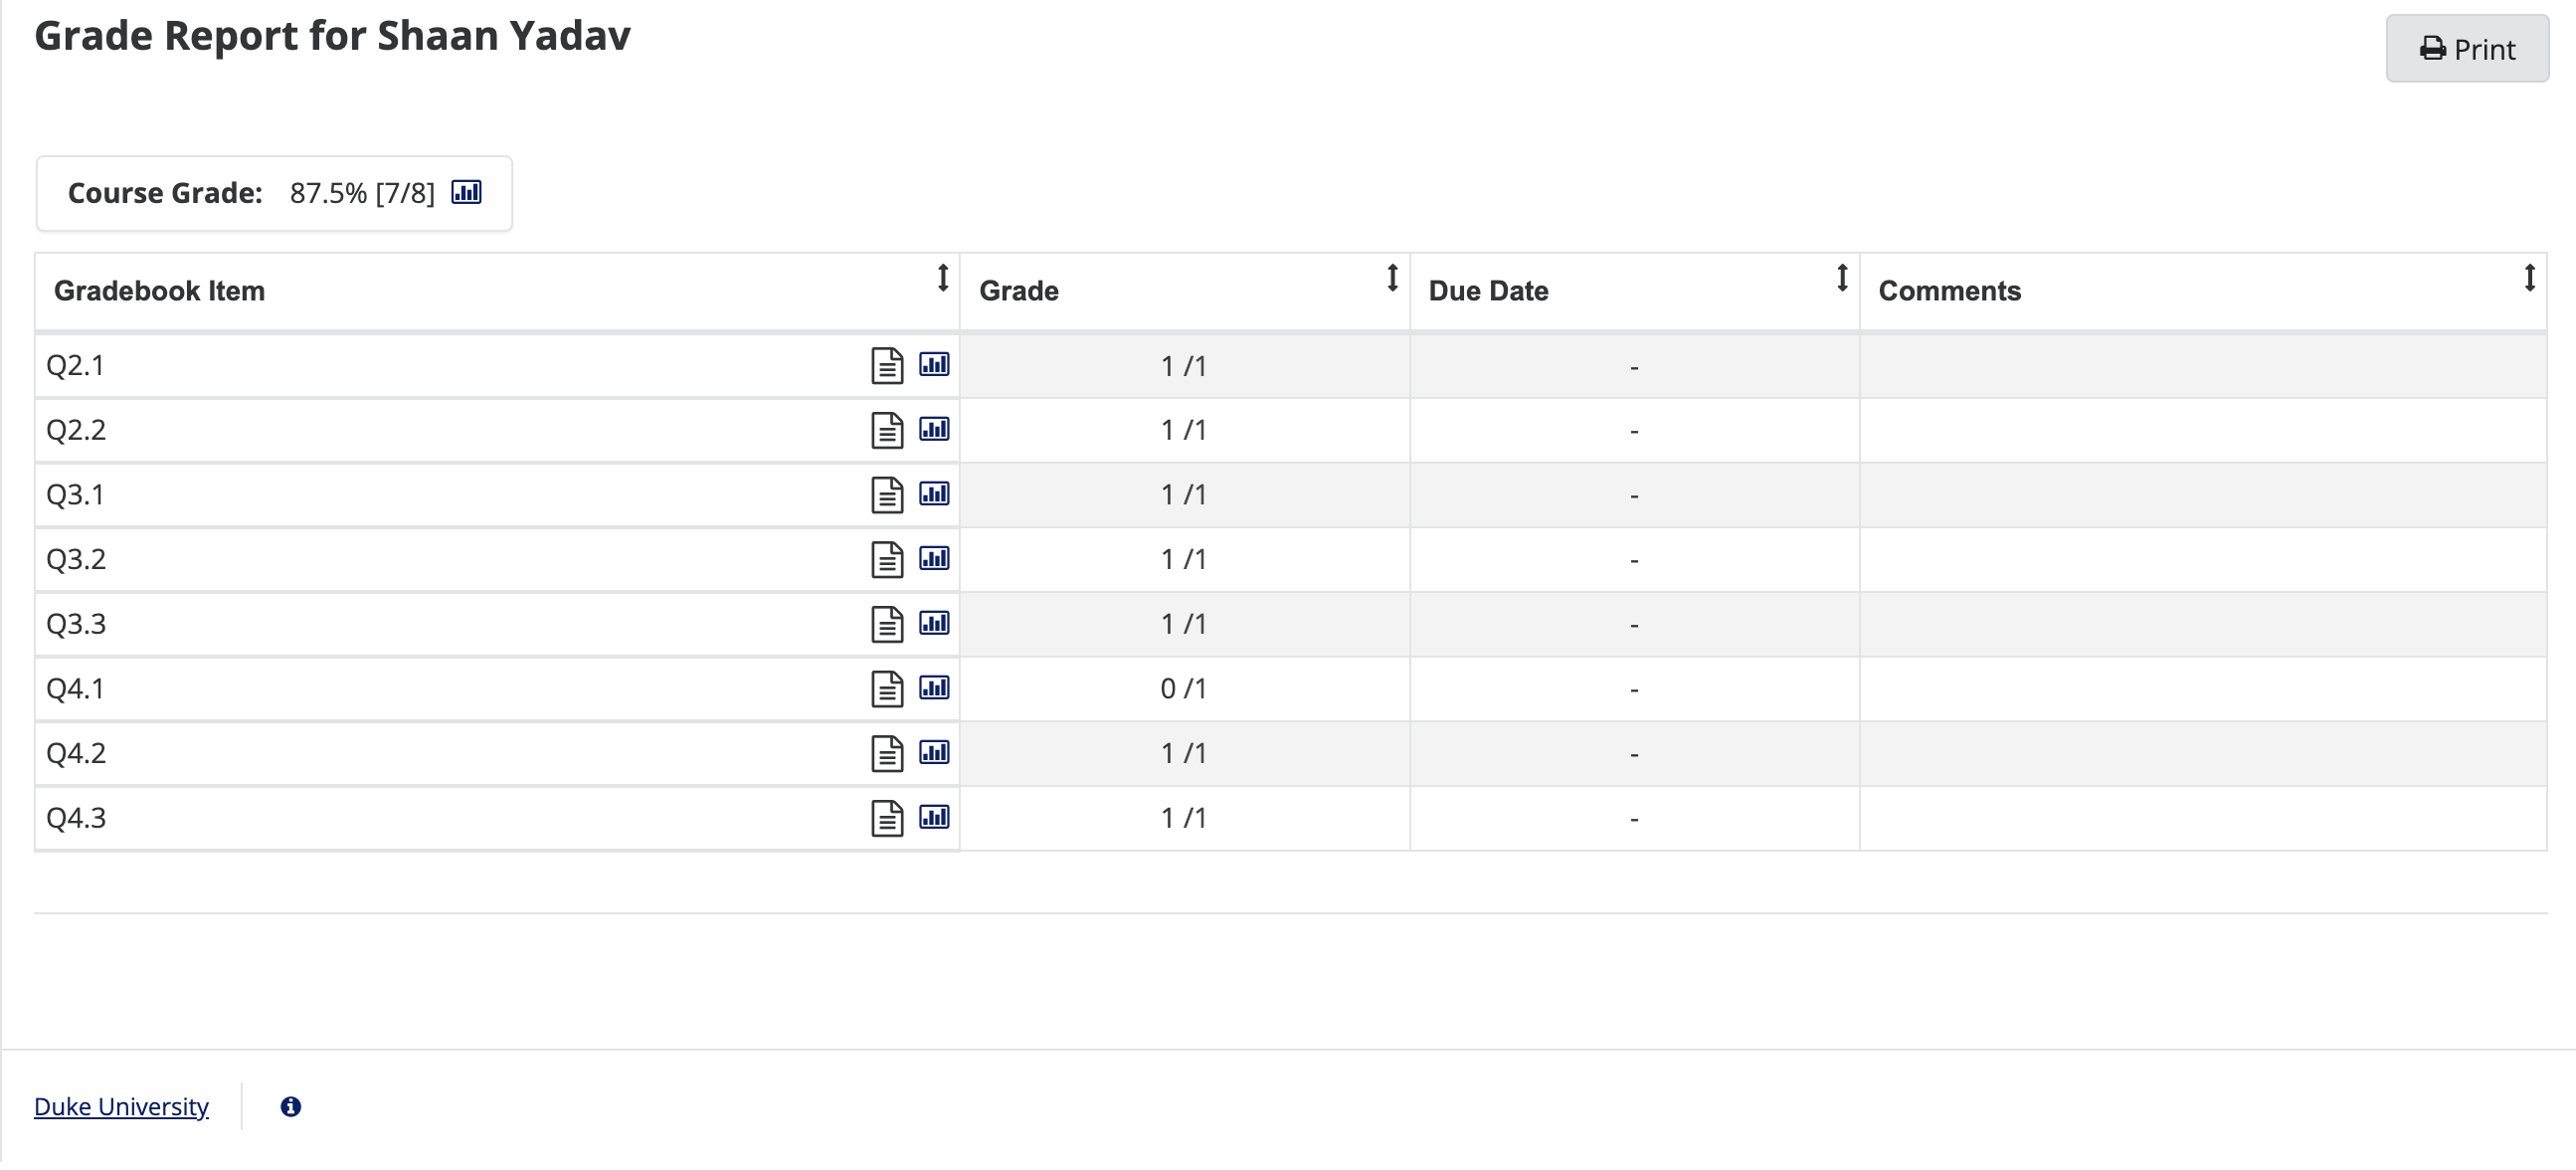 Grade Report for Shaan Yadav
Print
Course Grade: 87.5% [7/8]
Gradebook Item Grade Due Date Comments
Q2.1 1 /1 -
Q2.2 1 /1 -
Q3.1 1 /1 -
Q3.2 1 /1 -
Q3.3 1 /1 -
Q4.1 0 /1 -
Q4.2 1 /1 -
Q4.3 1 /1 -
Duke University